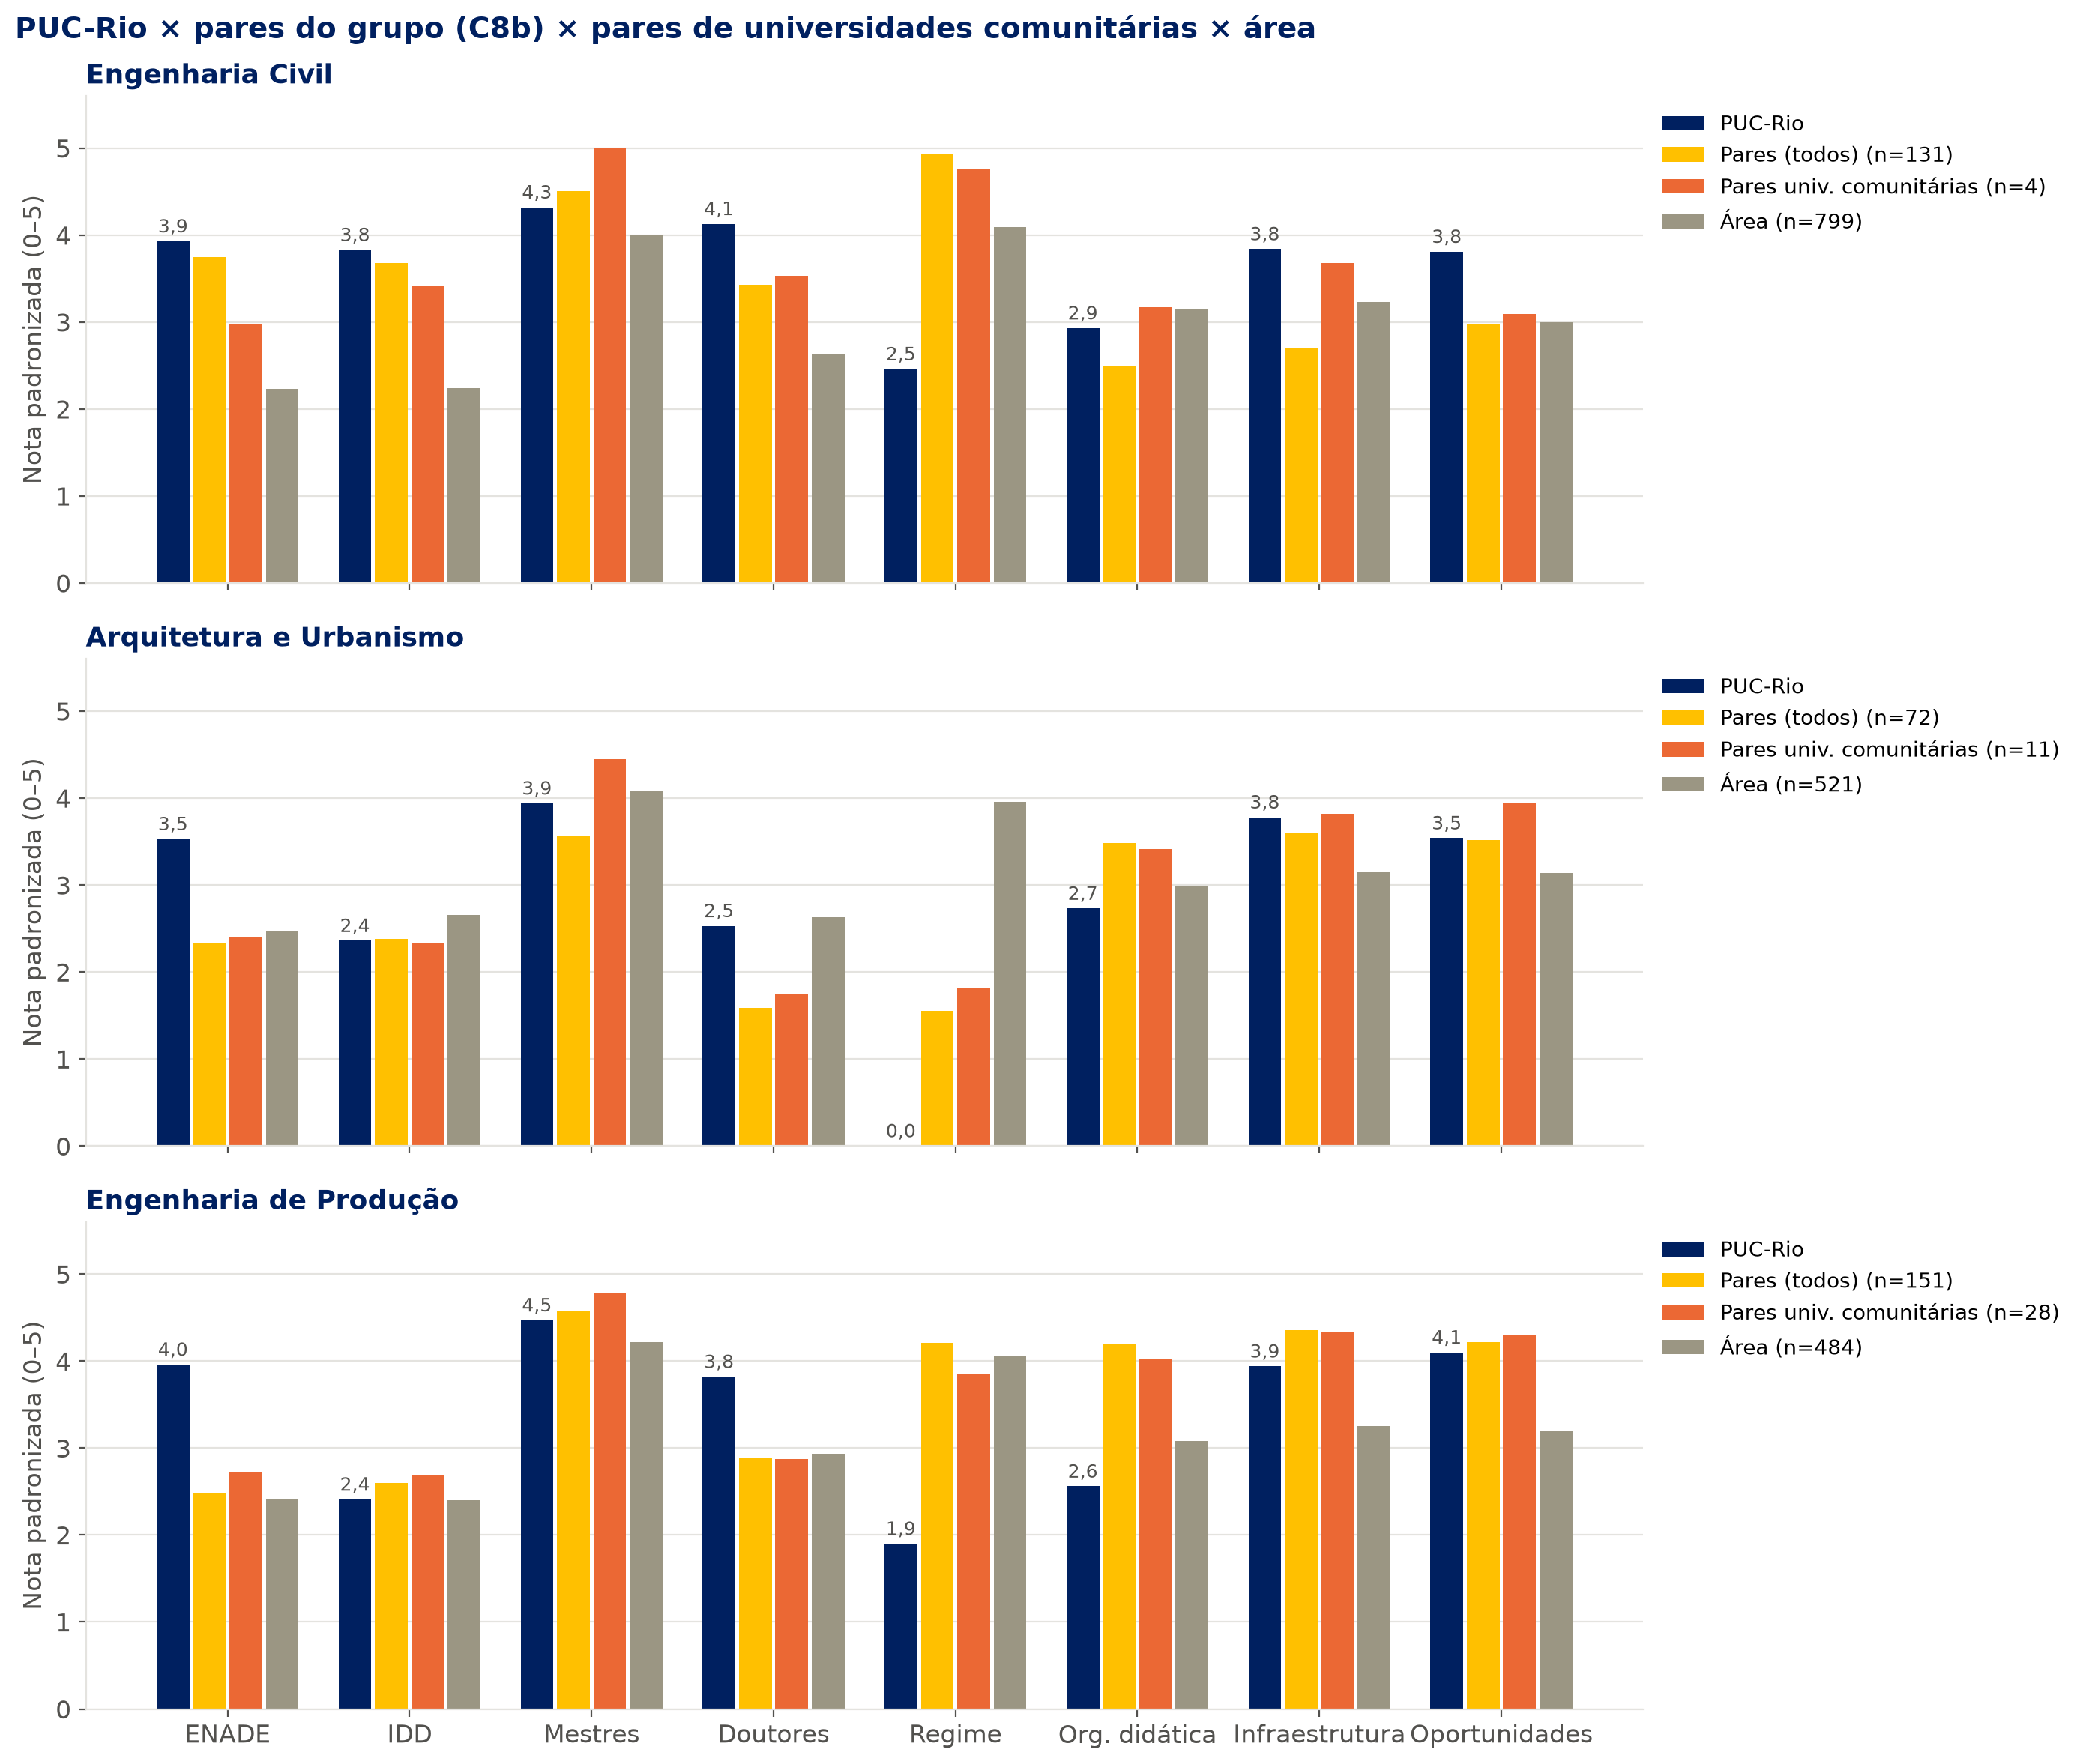 PUC-Rio × pares do grupo (C8b) × pares de universidades comunitárias × área
Engenharia Civil
Nota padronizada (0–5)
5
4
3
2
1
0
3,9
3,8
4,3
4,1
2,5
2,9
3,8
3,8
PUC-Rio
Pares (todos) (n=131)
Pares univ. comunitárias (n=4)
Área (n=799)
Arquitetura e Urbanismo
Nota padronizada (0–5)
5
4
3
2
1
0
3,5
2,4
3,9
2,5
0,0
2,7
3,8
3,5
PUC-Rio
Pares (todos) (n=72)
Pares univ. comunitárias (n=11)
Área (n=521)
Engenharia de Produção
Nota padronizada (0–5)
5
4
3
2
1
0
4,0
2,4
4,5
3,8
1,9
2,6
3,9
4,1
PUC-Rio
Pares (todos) (n=151)
Pares univ. comunitárias (n=28)
Área (n=484)
ENADE IDD Mestres Doutores Regime Org. didática Infraestrutura Oportunidades